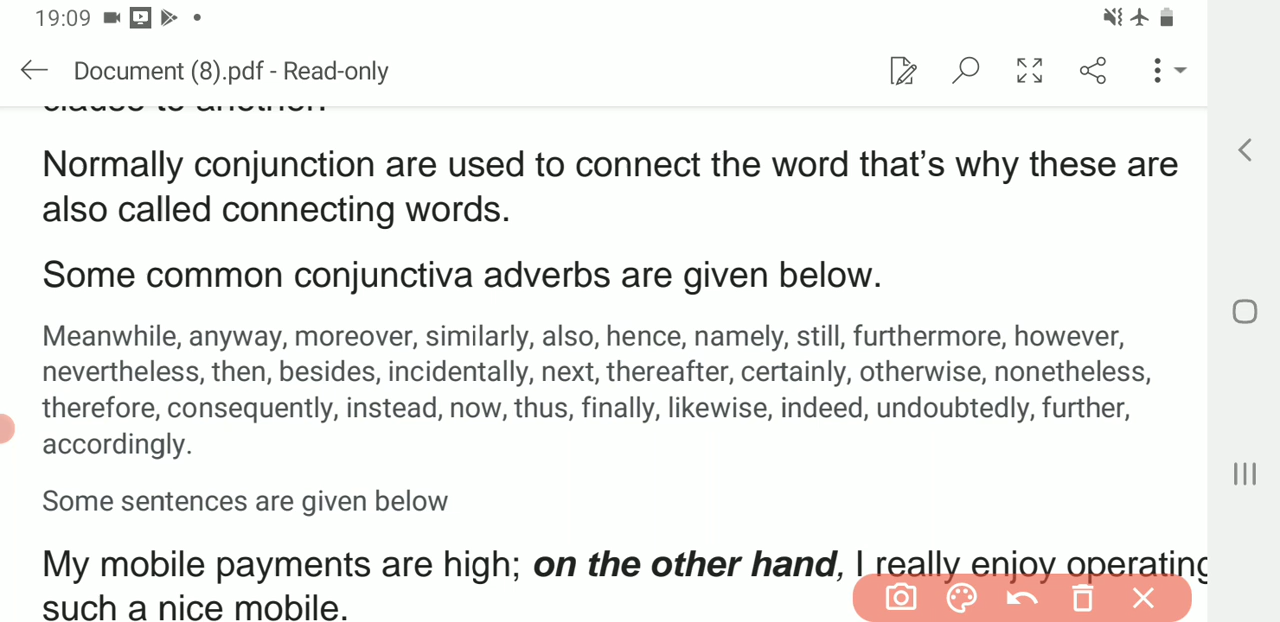 19:09
Document (8).pdf - Read-only
clause to another.
Normally conjunction are used to connect the word that’s why these are
also called connecting words.
Some common conjunctiva adverbs are given below.
Meanwhile, anyway, moreover, similarly, also, hence, namely, still, furthermore, however,
nevertheless, then, besides, incidentally, next, thereafter, certainly, otherwise, nonetheless,
therefore, consequently, instead, now, thus, finally, likewise, indeed, undoubtedly, further,
accordingly.
Some sentences are given below
My mobile payments are high; on the other hand, I really enjoy operating
such a nice mobile.